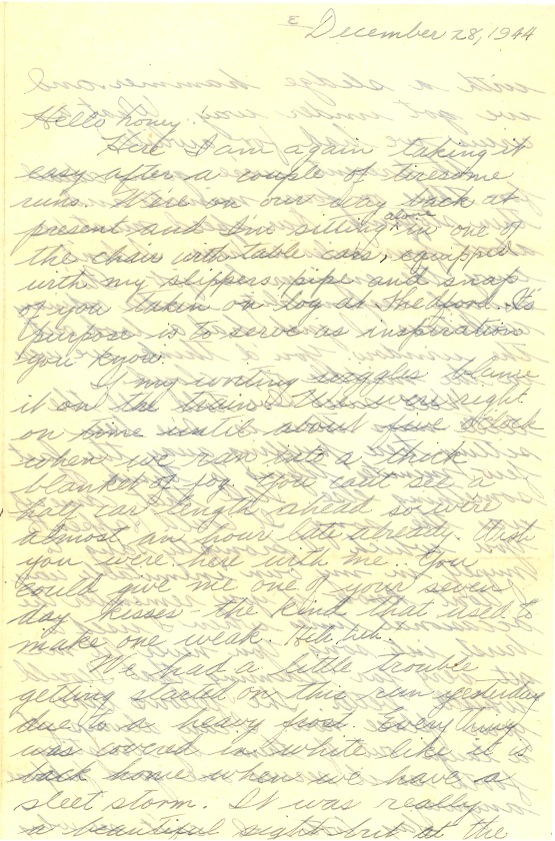 3
December 28, 1944
Hello honey!
Here I am again taking it
easy after a couple of tiresome
runs. We're on our way back at
present and I'm sitting alone in one of
the chair with table cars, equipped
with my slippers, pipe and snap
of you taken on log at Medford. It's
purpose is to serve as inspiration
you know.
If my writing wiggles blame
it on the train. Then were right
on time until about five o'clock
when we ran into a thick
blanket of fog. You can't see a
half car length ahead so we're
almost an hour late already. Wish
you were here with me. You
could give me one of your seven
day kisses - the kind that used to
make one weak. Heh, heh.
We had a little trouble
getting started on this run yesterday
due to a heavy frost. Everything
was covered in white like it is
back home when we have a
sleet storm. It was really
a beautiful sight but at the